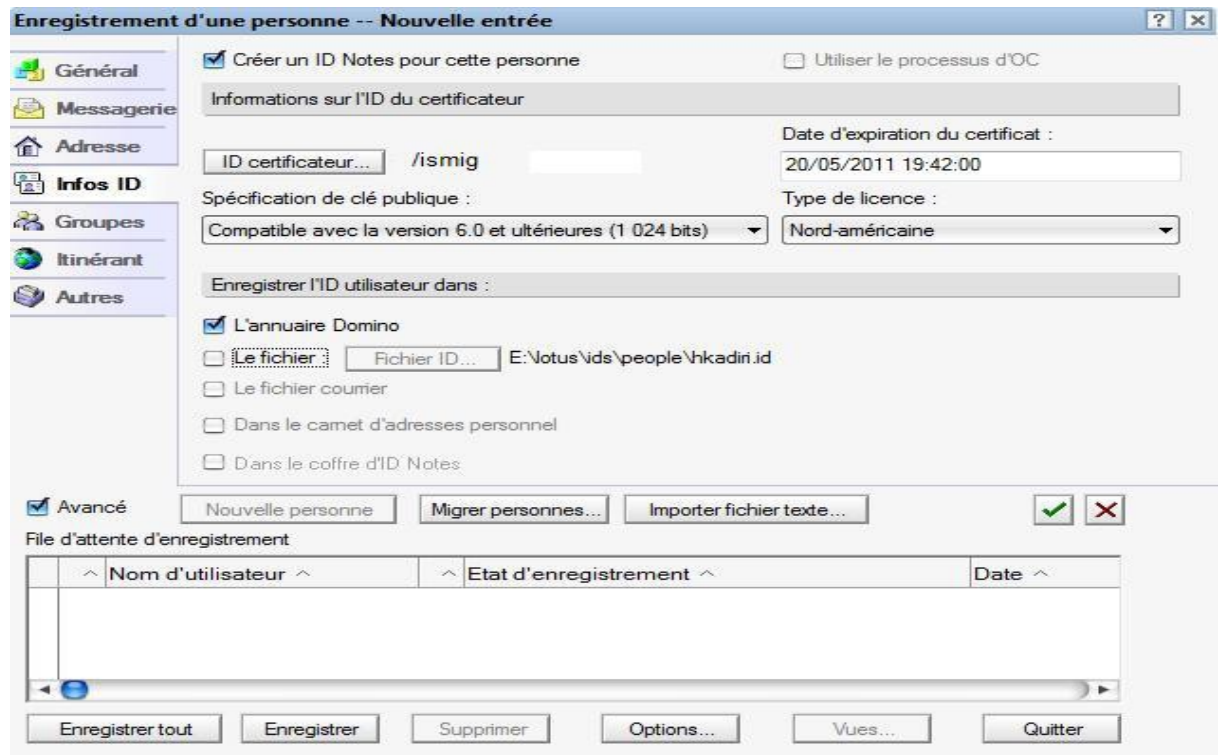 Enregistrement d'une personne -- Nouvelle entrée
Général
Messagerie
Adresse
Infos ID
Groupes
Itinérant
Autres
Créer un ID Notes pour cette personne
Utiliser le processus d'OC
Informations sur l'ID du certificateur
Date d'expiration du certificat :
ID certificateur... /ismig
20/05/2011 19:42:00
Spécification de clé publique :
Type de licence :
Compatible avec la version 6.0 et ultérieures (1 024 bits)
Nord-américaine
Enregistrer l'ID utilisateur dans :
L'annuaire Domino
Le fichier : Fichier ID... E:\lotus\ids\people\hkadiri.id
Le fichier courrier
Dans le carnet d'adresses personnel
Dans le coffre d'ID Notes
Avancé Nouvelle personne Migrer personnes... Importer fichier texte...
File d'attente d'enregistrement
Nom d'utilisateur Etat d'enregistrement Date
Enregistrer tout Enregistrer Supprimer Options... Vues... Quitter